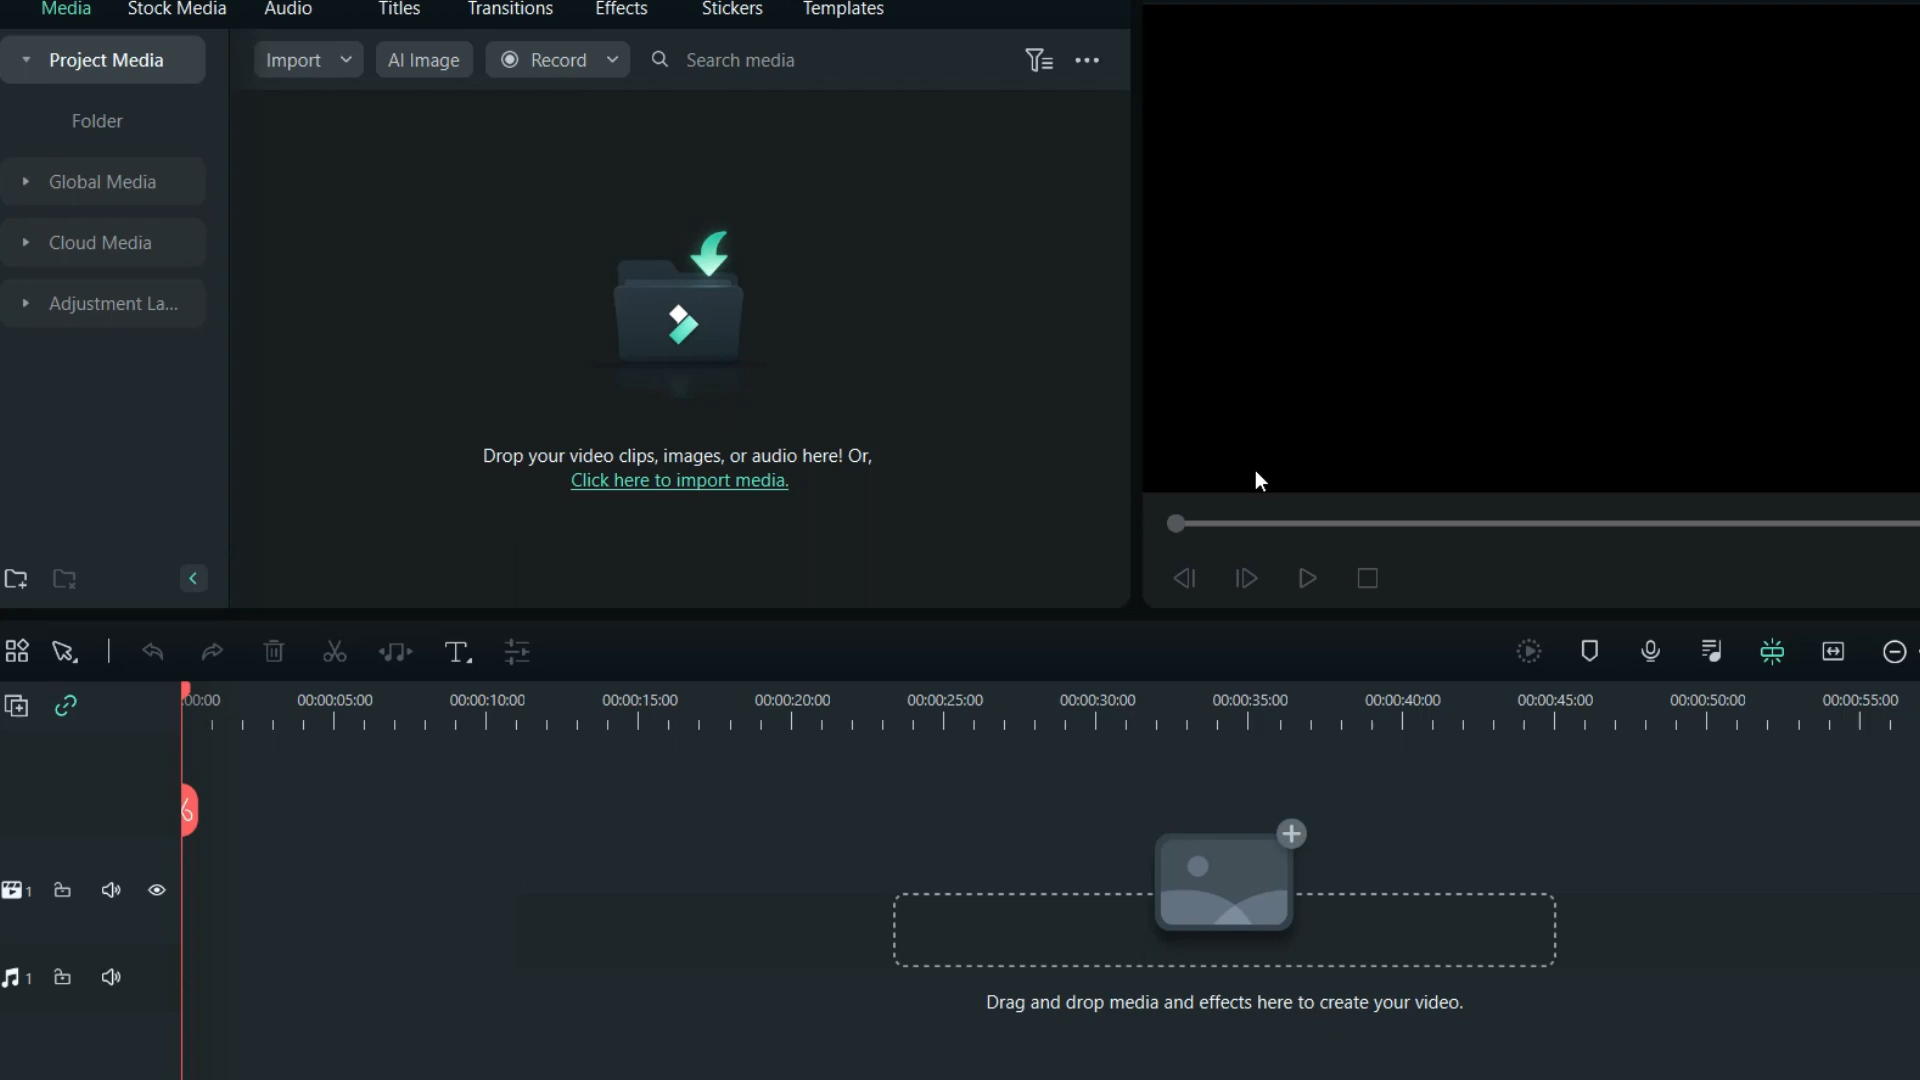 Media Stock Media Audio Titles Transitions Effects Stickers Templates
Project Media
Import AI Image Record Search media
Folder
Global Media
Cloud Media
Adjustment La...
Drop your video clips, images, or audio here! Or,
Click here to import media.
:00:00 00:00:05:00 00:00:10:00 00:00:15:00 00:00:20:00 00:00:25:00 00:00:30:00 00:00:35:00 00:00:40:00 00:00:45:00 00:00:50:00 00:00:55:00
1
1
Drag and drop media and effects here to create your video.